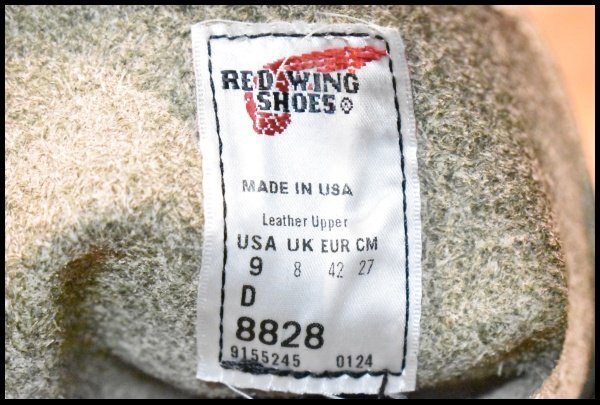 RED WING
SHOES ®
MADE IN USA
Leather Upper
USA UK EUR CM
9 8 42 27
D
8828
9155245 0124